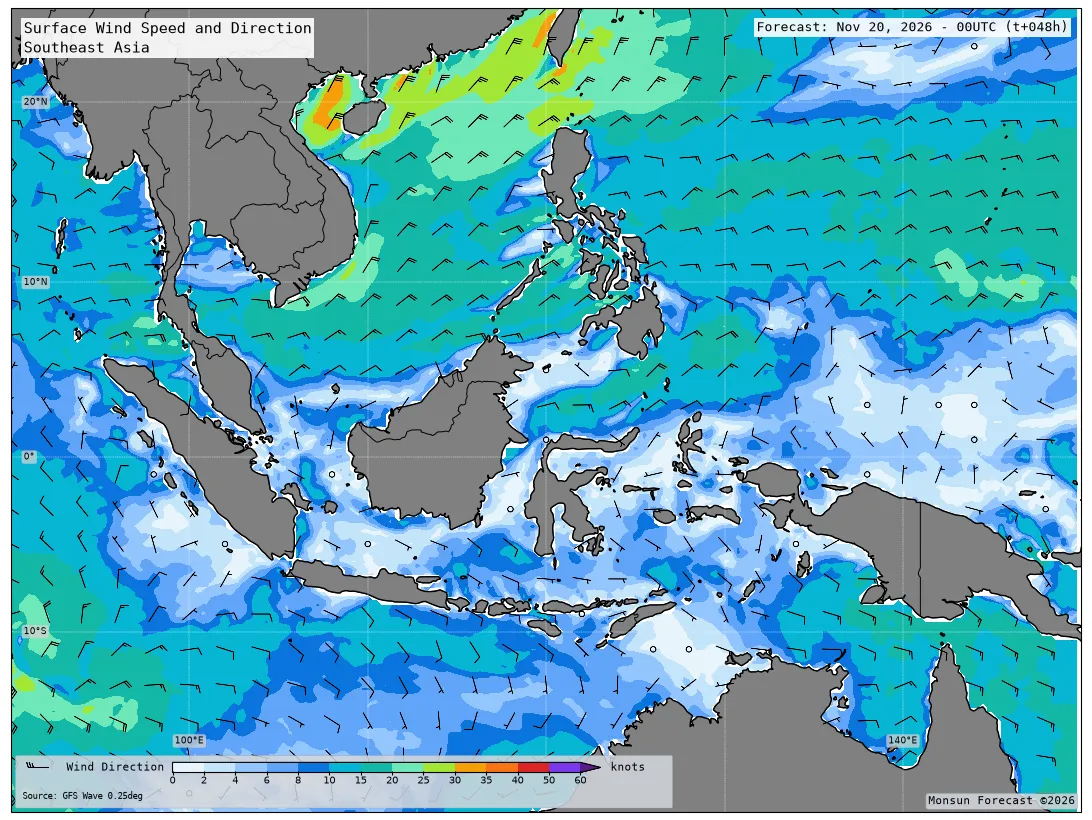 Surface Wind Speed and Direction
Southeast Asia
Forecast: Nov 20, 2026 - 00UTC (t+048h)
20°N
10°N
0°
10°S
100°E
140°E
Wind Direction
0 2 4 6 8 10 15 20 25 30 35 40 50 60
knots
Source: GFS Wave 0.25deg
Monsun Forecast ©2026